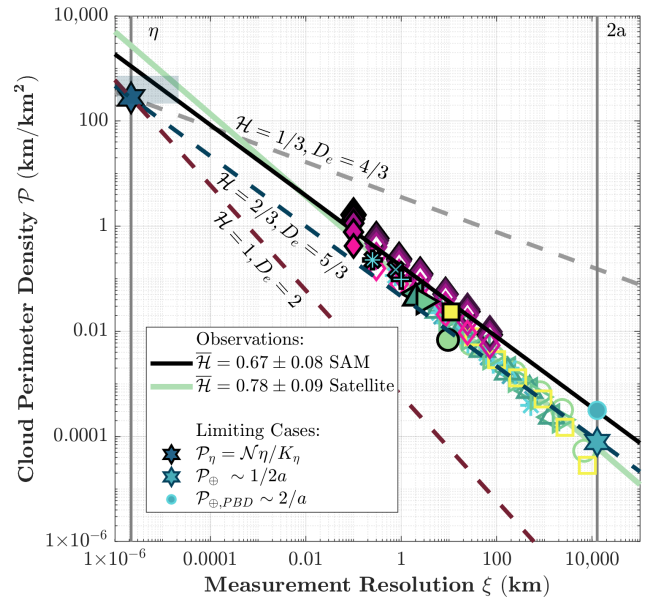 10,000
100
1
0.01
0.0001
1×10⁻⁶
Cloud Perimeter Density 𝒫 (km/km²)
η
2a
ℋ = 1/3, Dₑ = 4/3
ℋ = 2/3, Dₑ = 5/3
ℋ = 1, Dₑ = 2
Observations:
ℋ̅ = 0.67 ± 0.08 SAM
ℋ̅ = 0.78 ± 0.09 Satellite
Limiting Cases:
𝒫_η = 𝒩η/K_η
𝒫_⊕ ∼ 1/2a
𝒫_⊕,PBD ∼ 2/a
1×10⁻⁶ 0.0001 0.01 1 100 10,000
Measurement Resolution ξ (km)